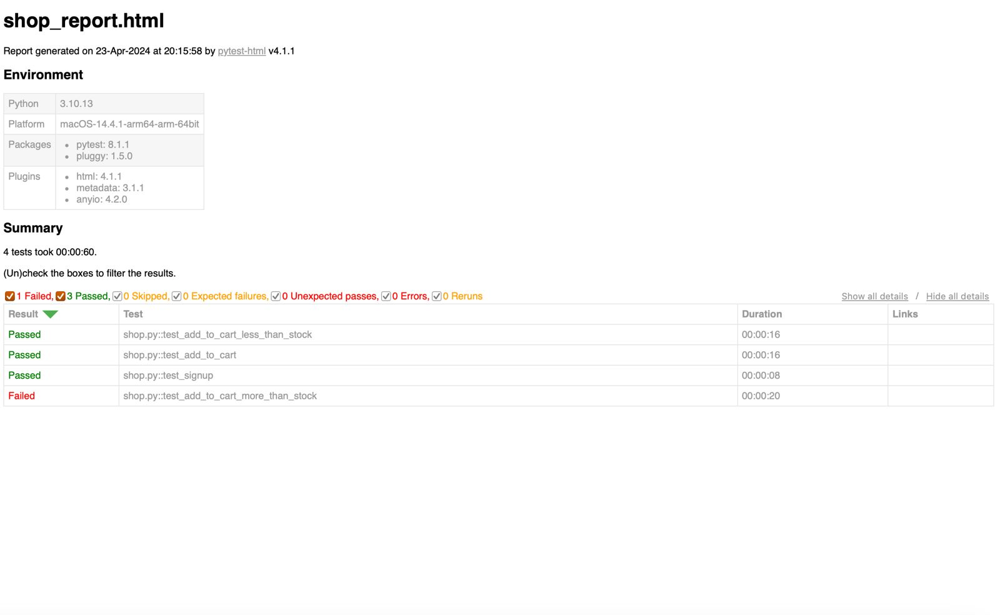 shop_report.html
Report generated on 23-Apr-2024 at 20:15:58 by pytest-html v4.1.1
Environment
Python 3.10.13
Platform macOS-14.4.1-arm64-arm-64bit
Packages • pytest: 8.1.1
• pluggy: 1.5.0
Plugins • html: 4.1.1
• metadata: 3.1.1
• anyio: 4.2.0
Summary
4 tests took 00:00:60.
(Un)check the boxes to filter the results.
1 Failed, 3 Passed, 0 Skipped, 0 Expected failures, 0 Unexpected passes, 0 Errors, 0 Reruns Show all details / Hide all details
Result Test Duration Links
Passed shop.py::test_add_to_cart_less_than_stock 00:00:16
Passed shop.py::test_add_to_cart 00:00:16
Passed shop.py::test_signup 00:00:08
Failed shop.py::test_add_to_cart_more_than_stock 00:00:20